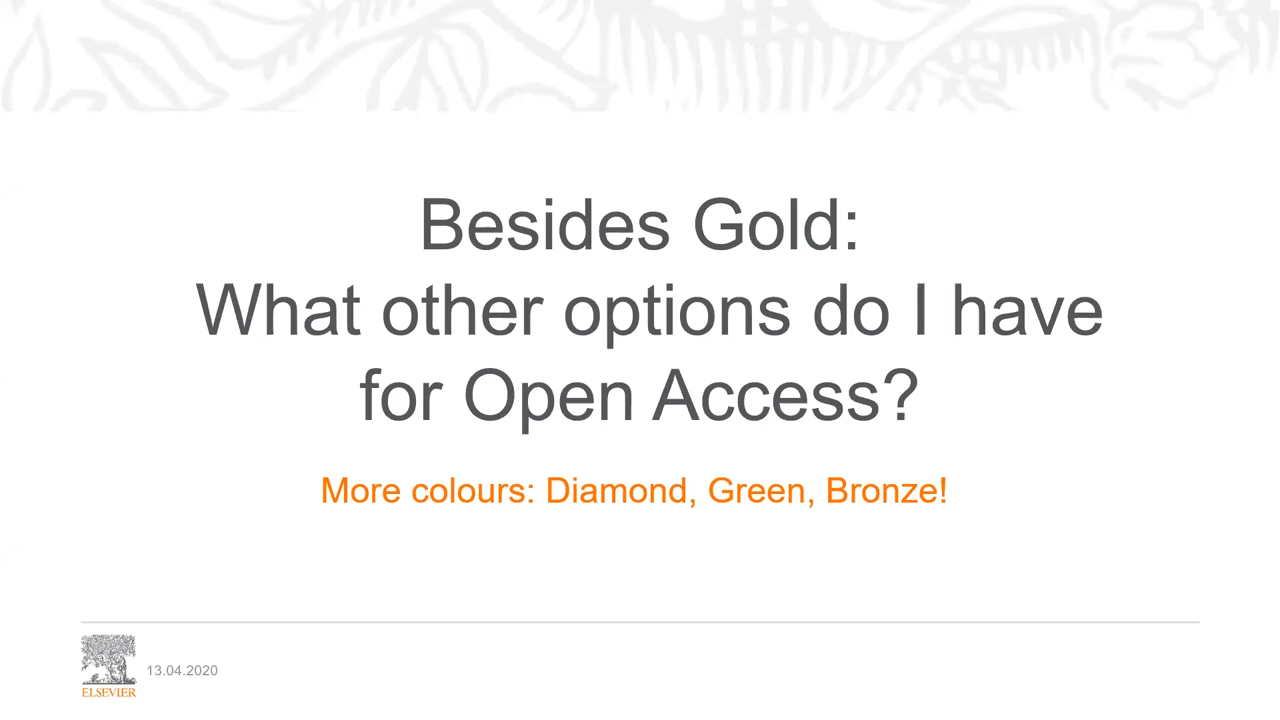 Besides Gold:
What other options do I have
for Open Access?
More colours: Diamond, Green, Bronze!
13.04.2020
ELSEVIER